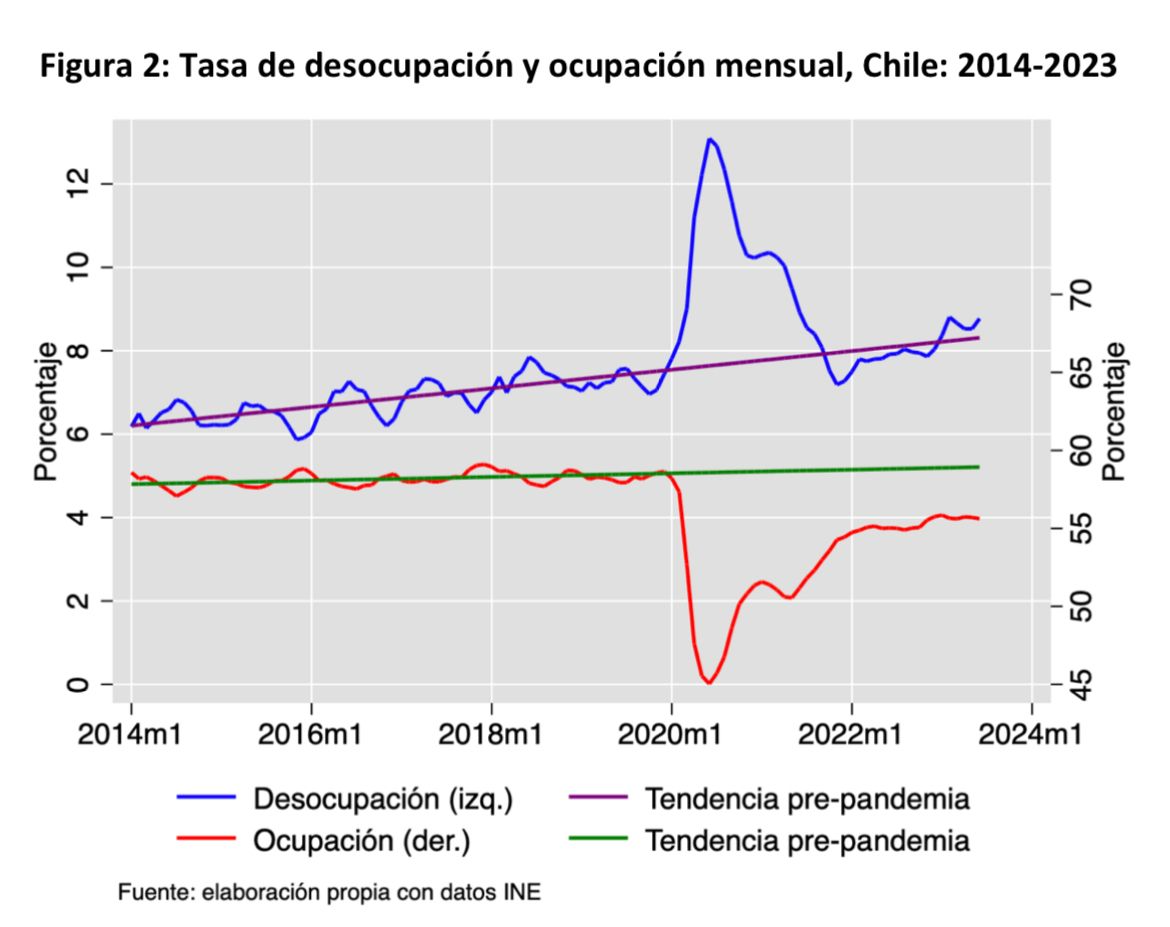 Figura 2: Tasa de desocupación y ocupación mensual, Chile: 2014-2023
Porcentaje
12
10
8
6
4
2
0
70
65
60
55
50
45
Porcentaje
2014m1 2016m1 2018m1 2020m1 2022m1 2024m1
Desocupación (izq.) Tendencia pre-pandemia
Ocupación (der.) Tendencia pre-pandemia
Fuente: elaboración propia con datos INE